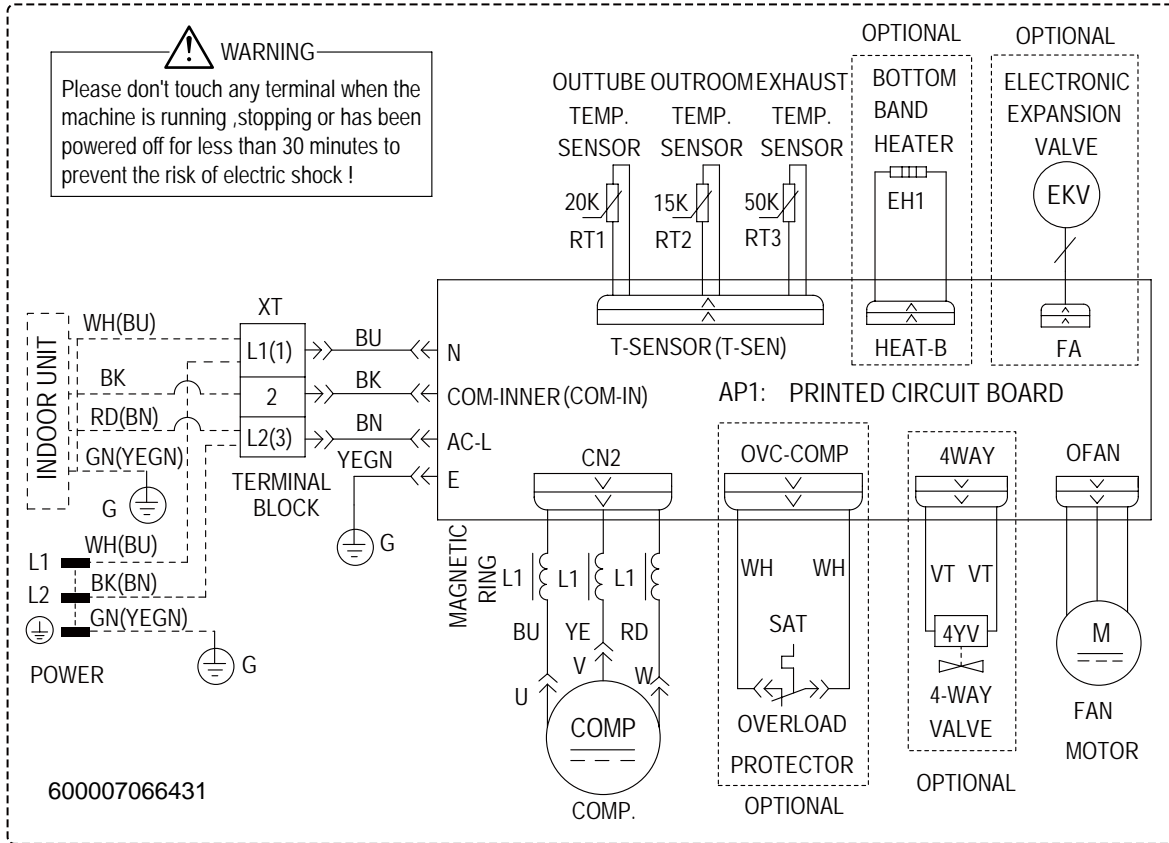 WARNING
Please don't touch any terminal when the
machine is running ,stopping or has been
powered off for less than 30 minutes to
prevent the risk of electric shock !
OUTTUBE
TEMP.
SENSOR
20K
RT1
OUTROOM
TEMP.
SENSOR
15K
RT2
EXHAUST
TEMP.
SENSOR
50K
RT3
OPTIONAL
BOTTOM
BAND
HEATER
EH1
OPTIONAL
ELECTRONIC
EXPANSION
VALVE
EKV
T-SENSOR(T-SEN)
HEAT-B
FA
INDOOR UNIT
WH(BU)
BK
RD(BN)
GN(YEGN)
G
XT
L1(1)
2
L2(3)
TERMINAL
BLOCK
BU
BK
BN
YEGN
G
N
COM-INNER(COM-IN)
AC-L
E
AP1: PRINTED CIRCUIT BOARD
L1
L2
WH(BU)
BK(BN)
GN(YEGN)
G
POWER
CN2
MAGNETIC
RING
L1
L1
L1
BU
YE
RD
U
V
W
COMP
COMP.
OVC-COMP
WH
WH
SAT
OVERLOAD
PROTECTOR
OPTIONAL
4WAY
VT
VT
4YV
4-WAY
VALVE
OPTIONAL
OFAN
M
FAN
MOTOR
600007066431